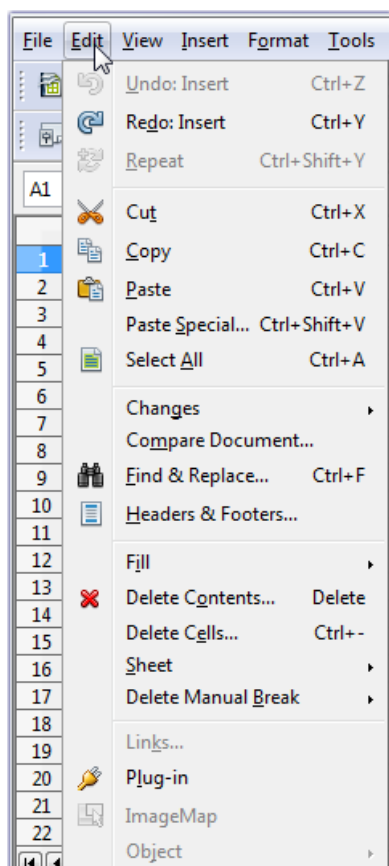 File Edit View Insert Format Tools
Undo: Insert Ctrl+Z
Redo: Insert Ctrl+Y
Repeat Ctrl+Shift+Y
A1
Cut Ctrl+X
Copy Ctrl+C
1
2 Paste Ctrl+V
3 Paste Special... Ctrl+Shift+V
4
5 Select All Ctrl+A
6
7 Changes
8 Compare Document...
9 Find & Replace... Ctrl+F
10 Headers & Footers...
11
12 Fill
13 Delete Contents... Delete
14
15 Delete Cells... Ctrl+-
16 Sheet
17 Delete Manual Break
18
19 Links...
20 Plug-in
21 ImageMap
22
Object